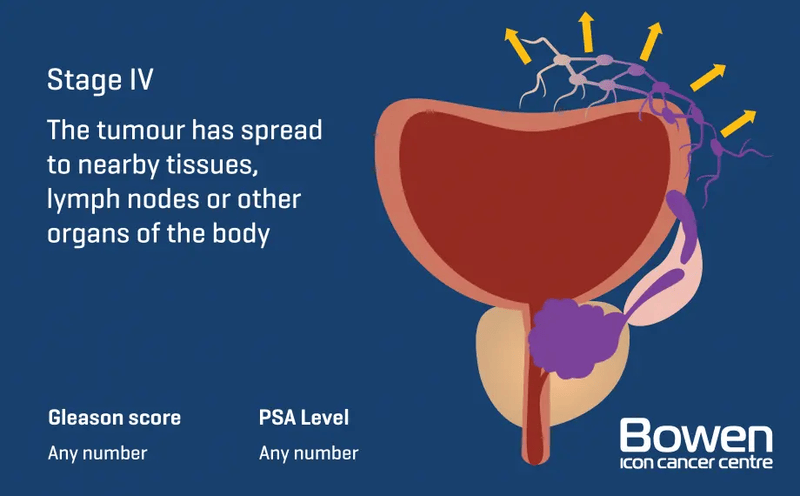 Stage IV
The tumour has spread
to nearby tissues,
lymph nodes or other
organs of the body
Gleason score
Any number
PSA Level
Any number
Bowen
icon cancer centre